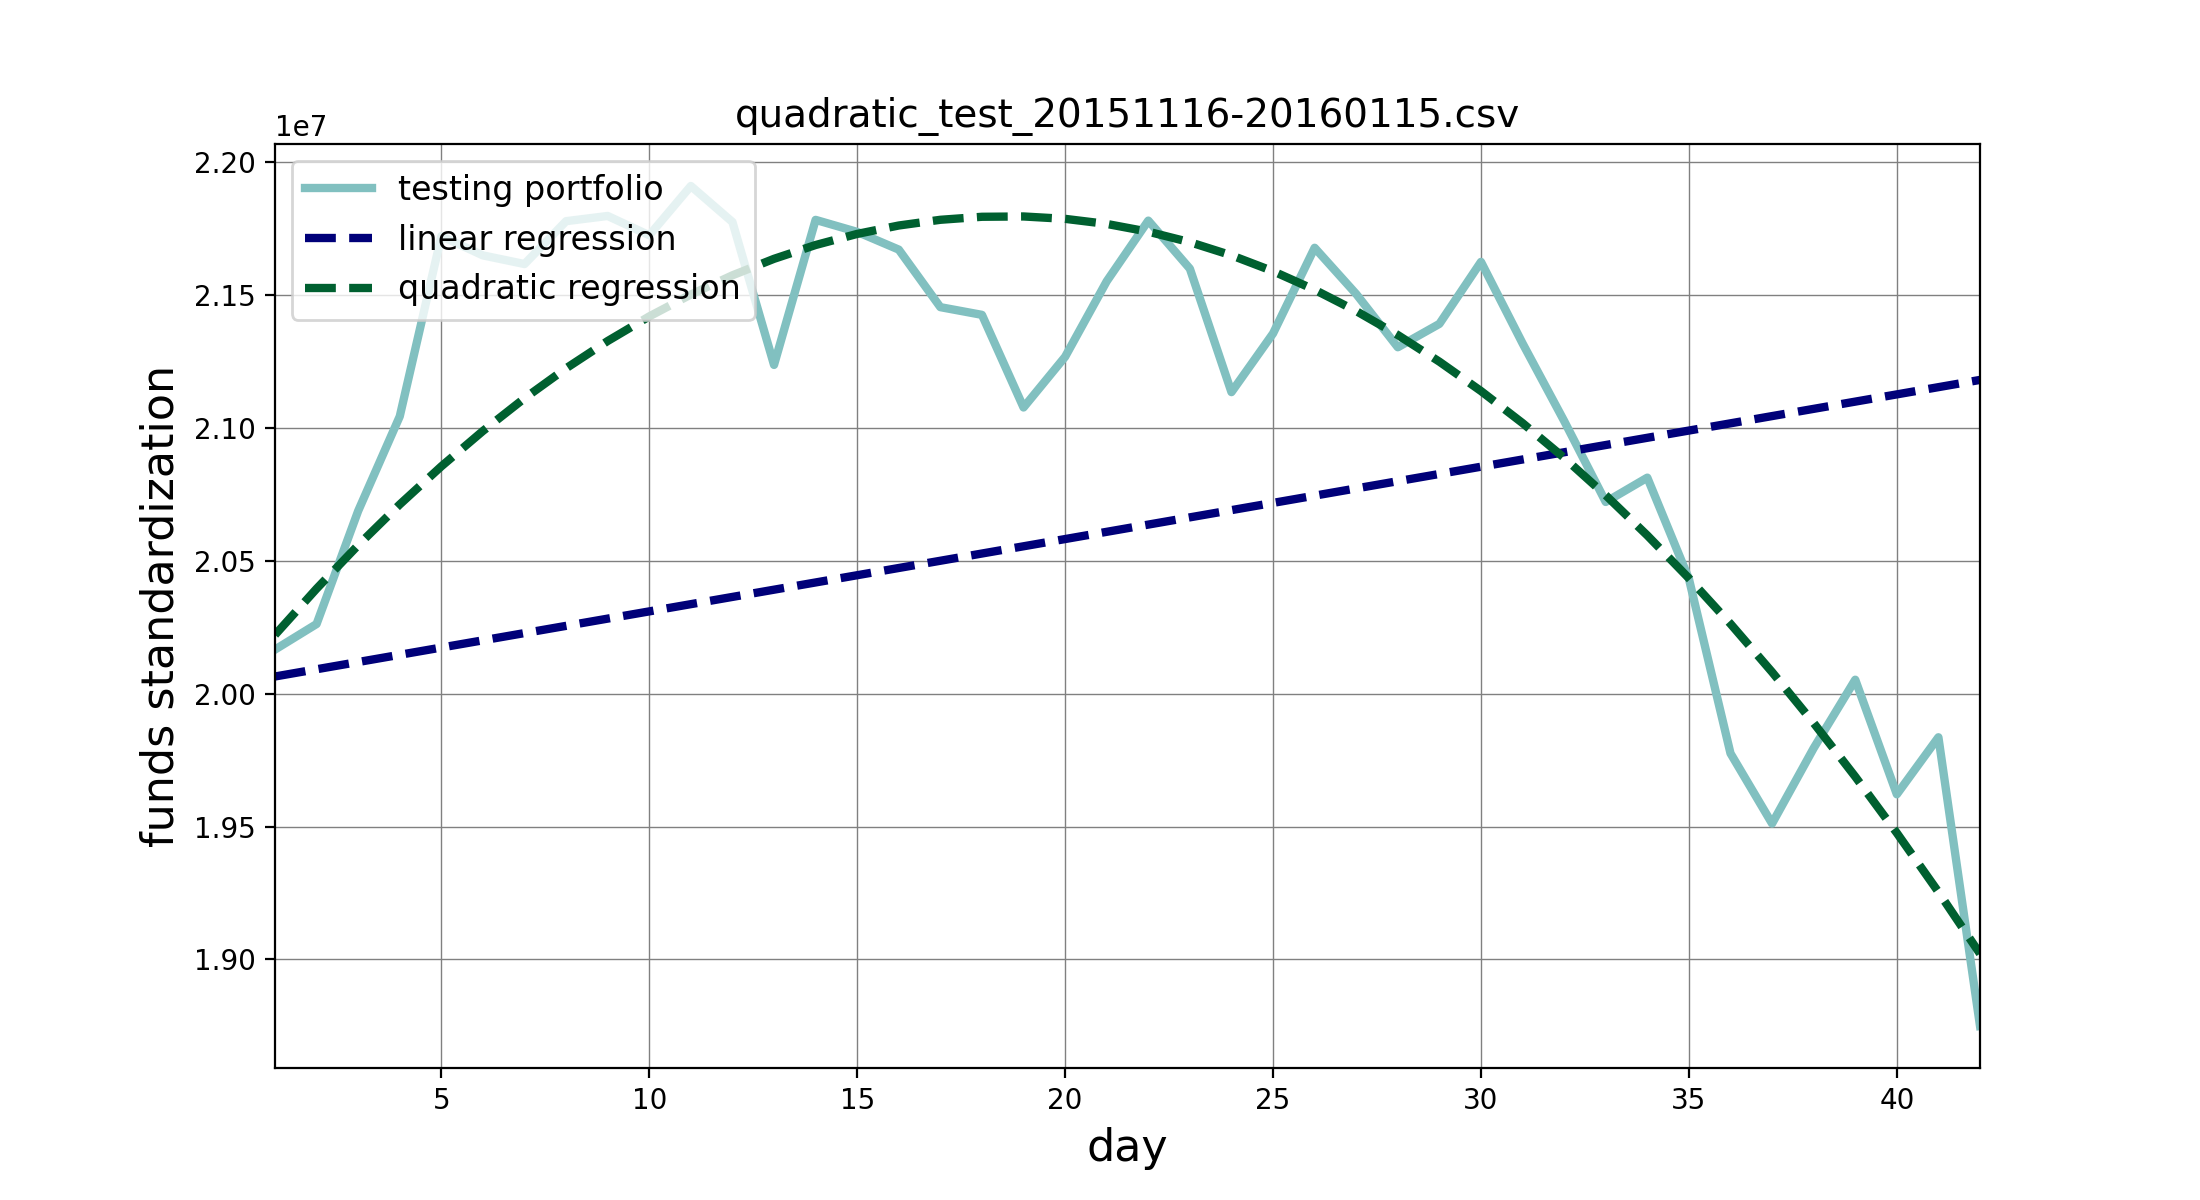 quadratic_test_20151116-20160115.csv
1e7
2.20
2.15
2.10
2.05
2.00
1.95
1.90
funds standardization
testing portfolio
linear regression
quadratic regression
5 10 15 20 25 30 35 40
day